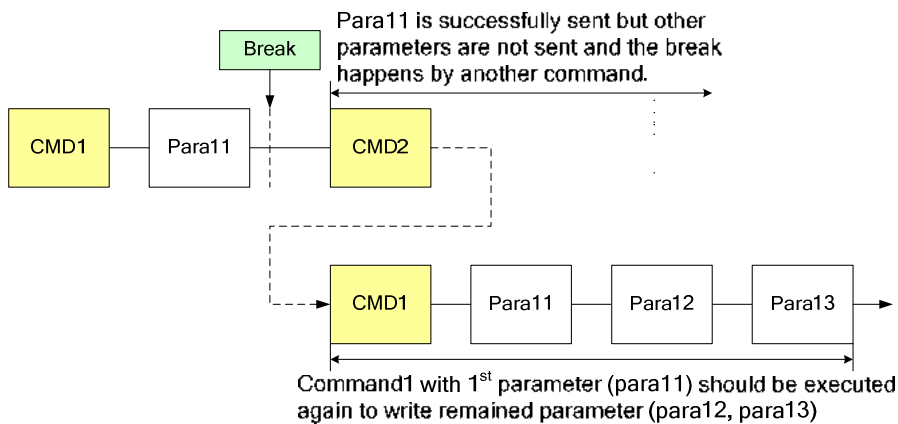 Para11 is successfully sent but other
parameters are not sent and the break
happens by another command.
Break
CMD1
Para11
CMD2
CMD1
Para11
Para12
Para13
Command1 with 1st parameter (para11) should be executed
again to write remained parameter (para12, para13)